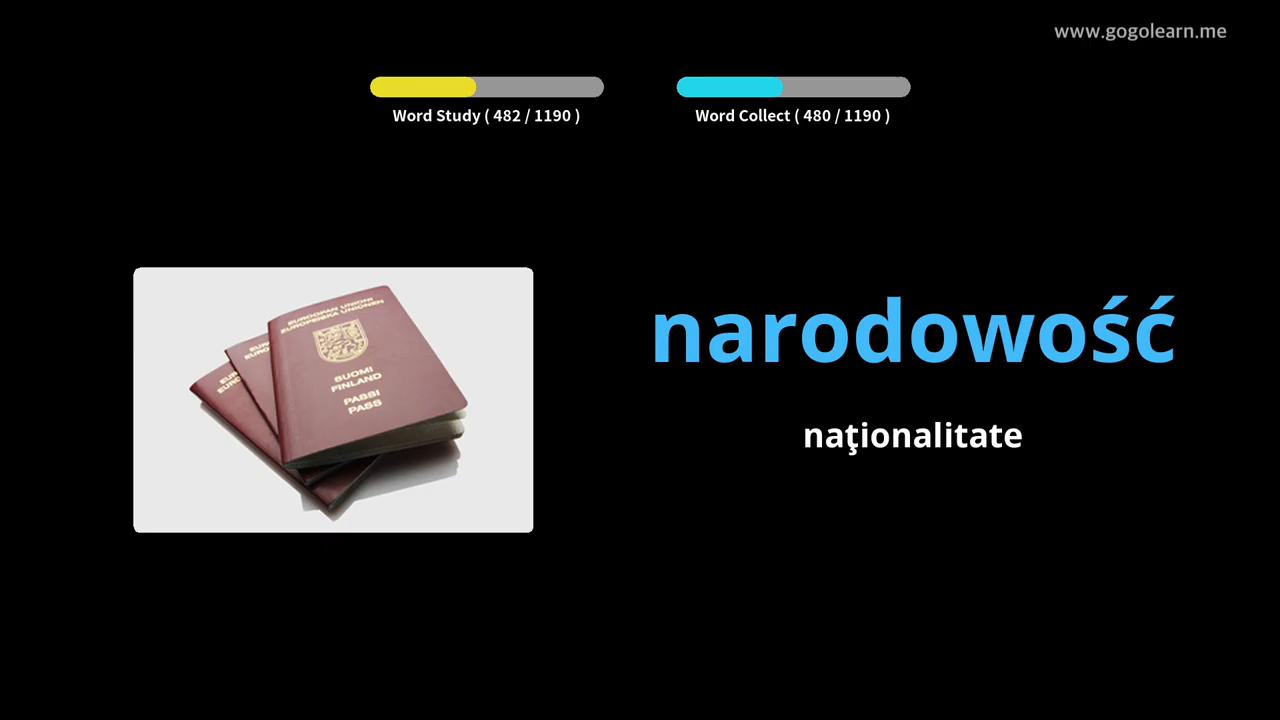 www.gogolearn.me
Word Study ( 482 / 1190 )
Word Collect ( 480 / 1190 )
narodowość
naţionalitate
EUROOPAN UNIONI
EUROPEISKA UNIONEN
SUOMI
FINLAND
PASSI
PASS